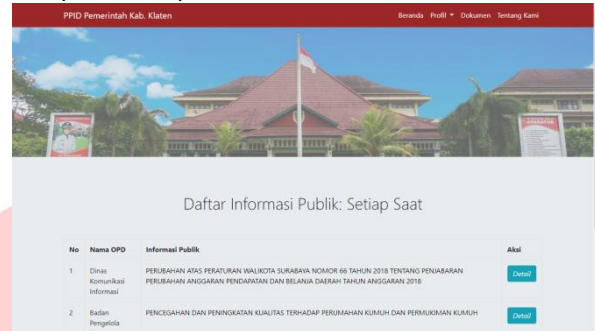 PPID Pemerintah Kab. Klaten
Beranda Profil Dokumen Tentang Kami
Daftar Informasi Publik: Setiap Saat
No Nama OPD Informasi Publik Aksi
1 Dinas PERUBAHAN ATAS PERATURAN WALIKOTA SURABAYA NOMOR 66 TAHUN 2018 TENTANG PENJABARAN Detail
Komunikasi PERUBAHAN ANGGARAN PENDAPATAN DAN BELANJA DAERAH TAHUN ANGGARAN 2018
Informasi
2 Badan PENCEGAHAN DAN PENINGKATAN KUALITAS TERHADAP PERUMAHAN KUMUH DAN PERMUKIMAN KUMUH Detail
Pengelola